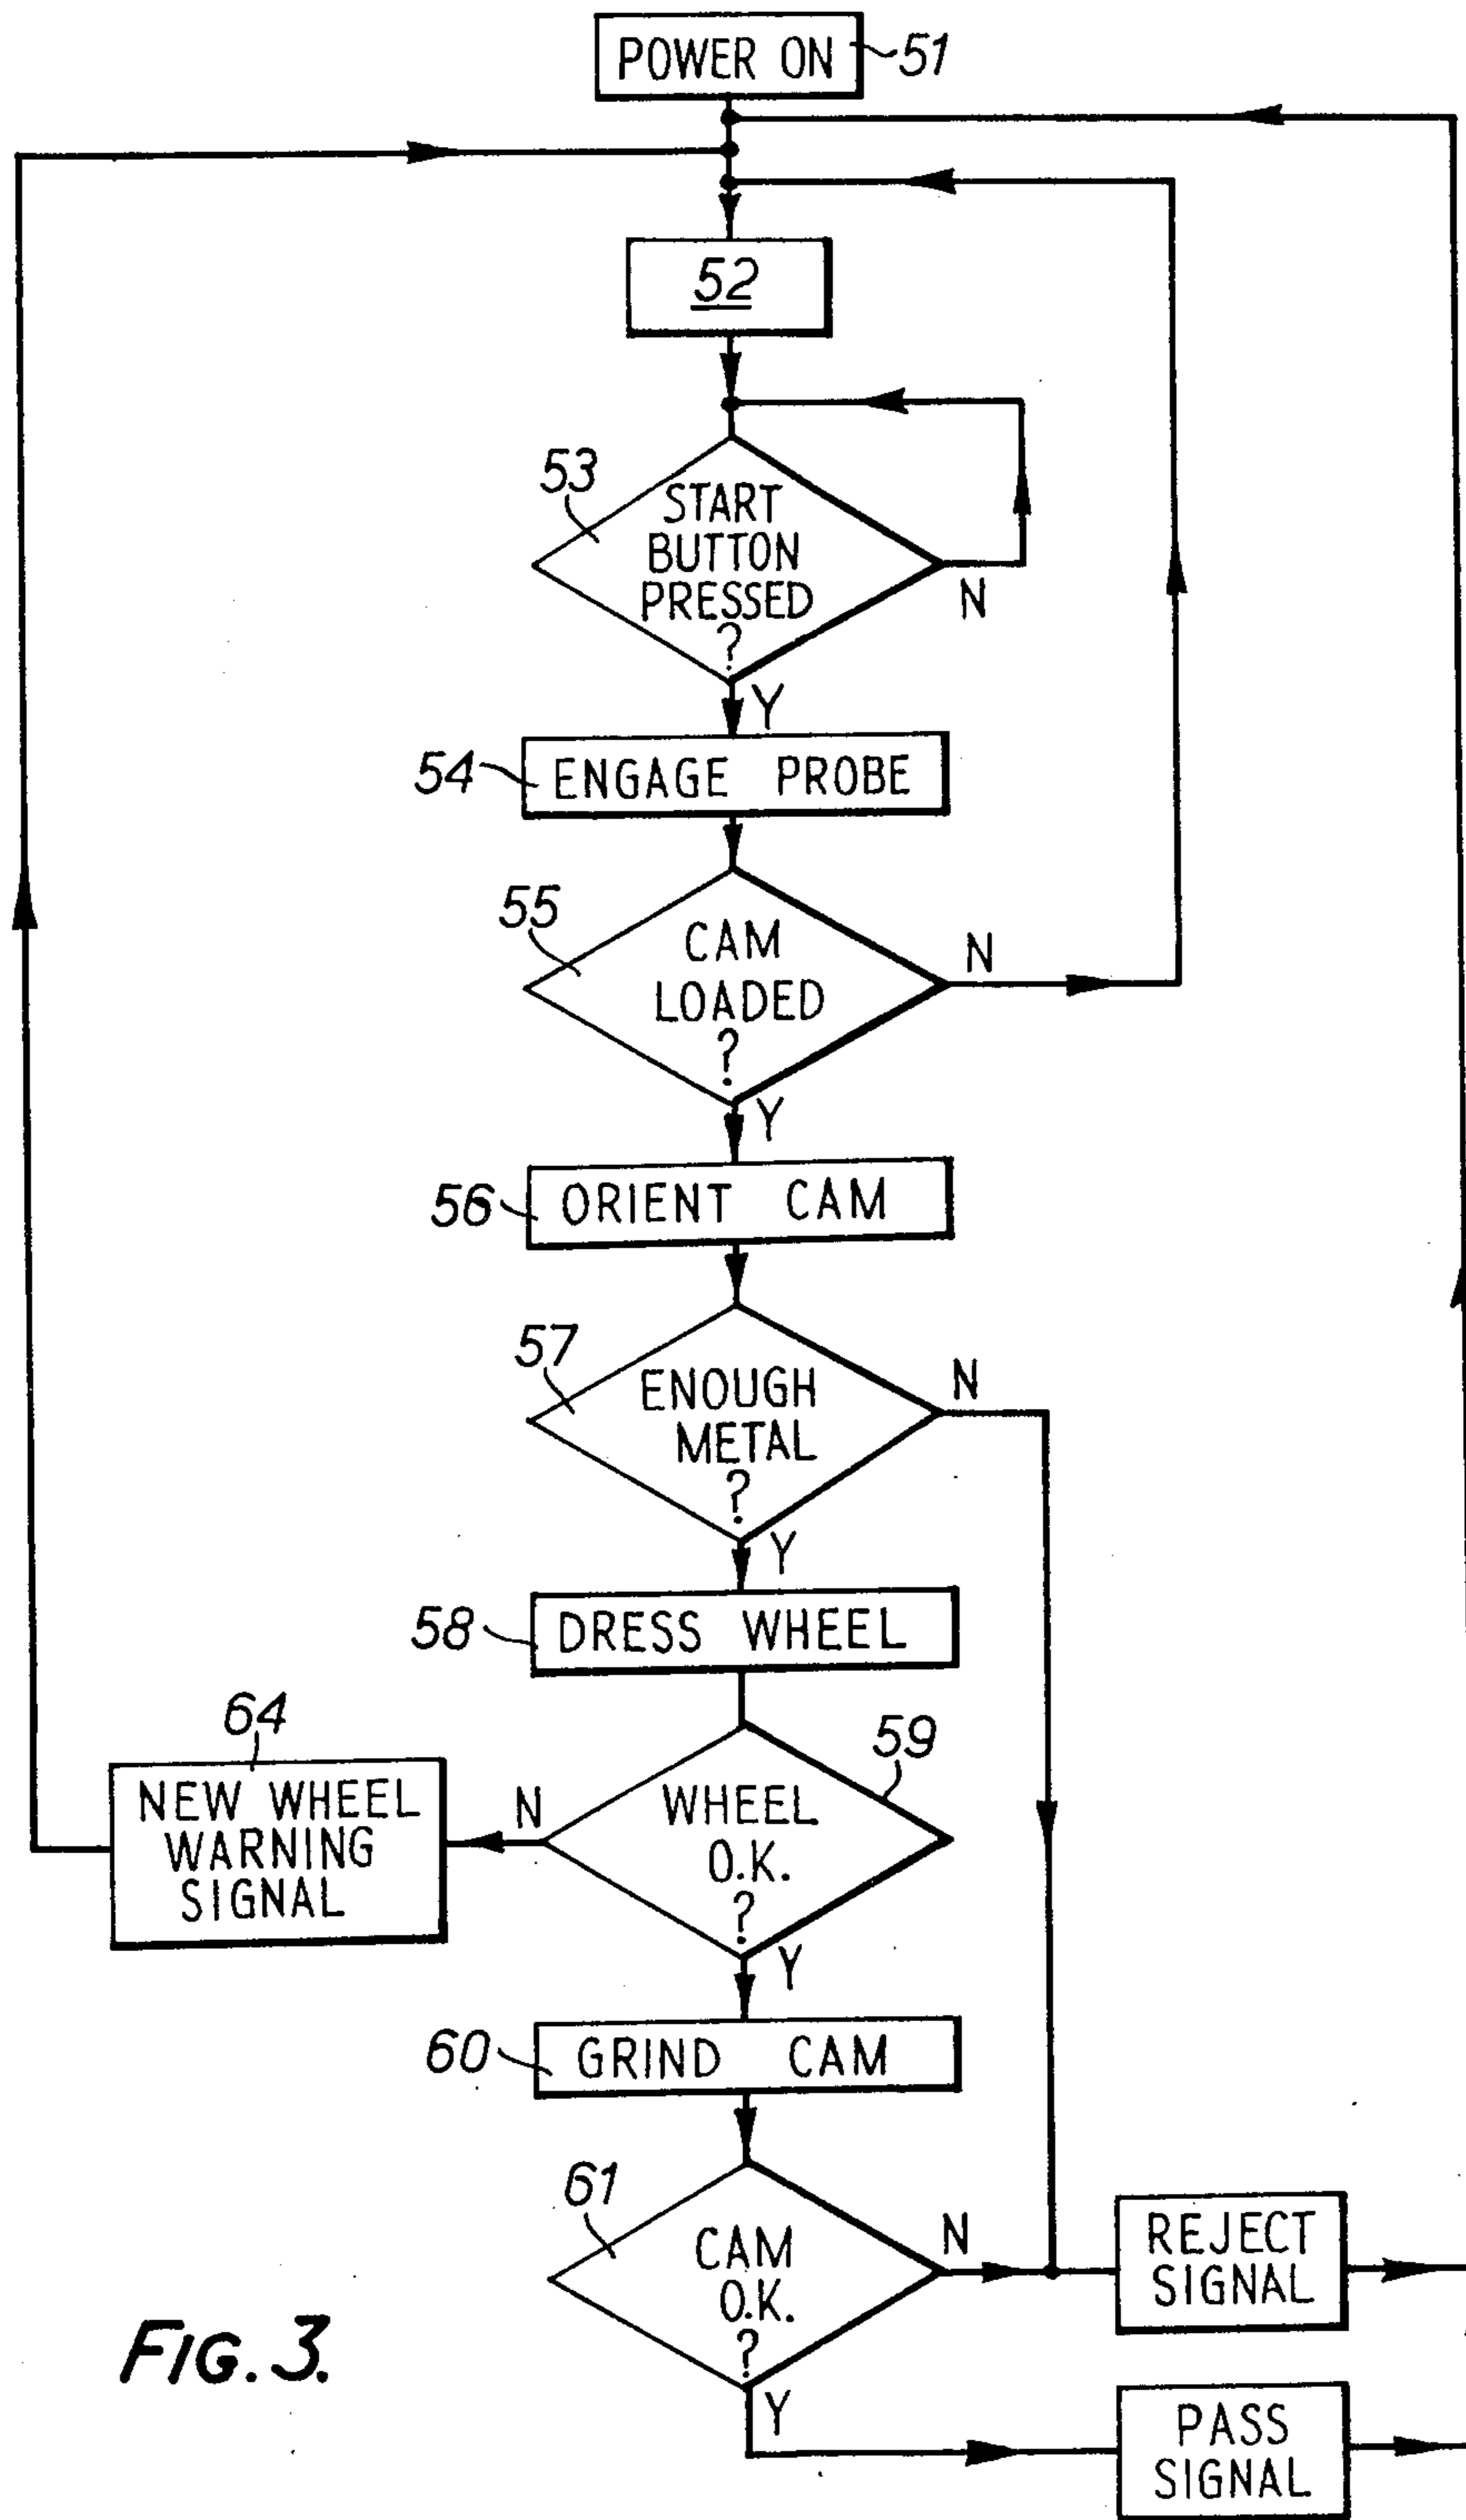 POWER ON
51
52
53
START
BUTTON
PRESSED
?
N
Y
54
ENGAGE PROBE
55
CAM
LOADED
?
N
Y
56
ORIENT CAM
57
ENOUGH
METAL
?
N
Y
58
DRESS WHEEL
64
NEW WHEEL
WARNING
SIGNAL
59
WHEEL
O.K.
?
N
Y
60
GRIND CAM
61
CAM
O.K.
?
N
REJECT
SIGNAL
Y
PASS
SIGNAL
FIG. 3.